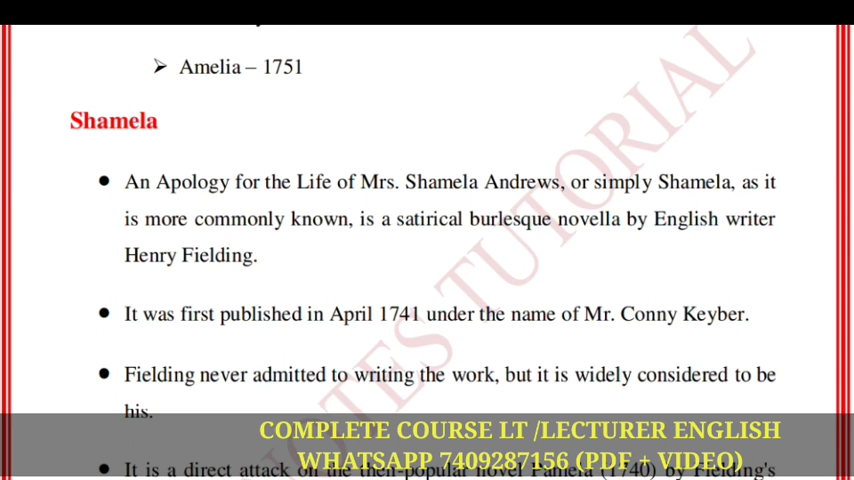 ➢ Amelia – 1751
Shamela
● An Apology for the Life of Mrs. Shamela Andrews, or simply Shamela, as it
is more commonly known, is a satirical burlesque novella by English writer
Henry Fielding.
● It was first published in April 1741 under the name of Mr. Conny Keyber.
● Fielding never admitted to writing the work, but it is widely considered to be
his.
COMPLETE COURSE LT /LECTURER ENGLISH
WHATSAPP 7409287156 (PDF + VIDEO)
● It is a direct attack on the then-popular novel Pamela (1740) by Fielding's
NOTES TUTORIAL